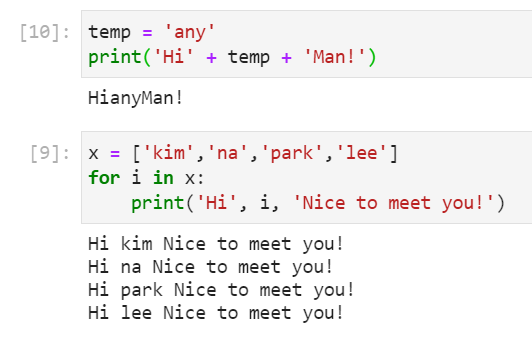 [10]: temp = 'any'
print('Hi' + temp + 'Man!')
HianyMan!
[9]: x = ['kim','na','park','lee']
for i in x:
    print('Hi', i, 'Nice to meet you!')
Hi kim Nice to meet you!
Hi na Nice to meet you!
Hi park Nice to meet you!
Hi lee Nice to meet you!